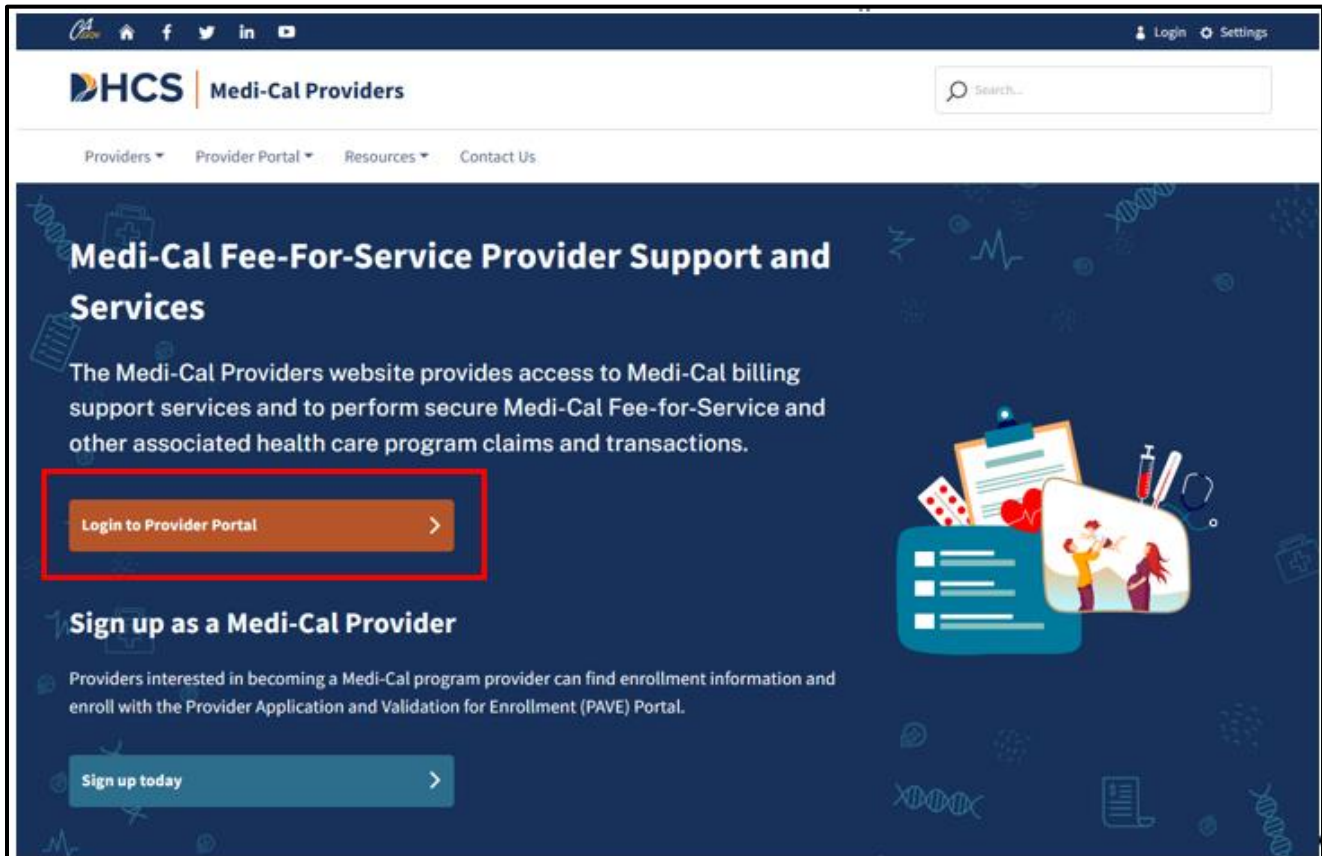 CA.gov
Login Settings
DHCS Medi-Cal Providers
Search...
Providers Provider Portal Resources Contact Us
Medi-Cal Fee-For-Service Provider Support and
Services
The Medi-Cal Providers website provides access to Medi-Cal billing
support services and to perform secure Medi-Cal Fee-for-Service and
other associated health care program claims and transactions.
Login to Provider Portal
Sign up as a Medi-Cal Provider
Providers interested in becoming a Medi-Cal program provider can find enrollment information and
enroll with the Provider Application and Validation for Enrollment (PAVE) Portal.
Sign up today